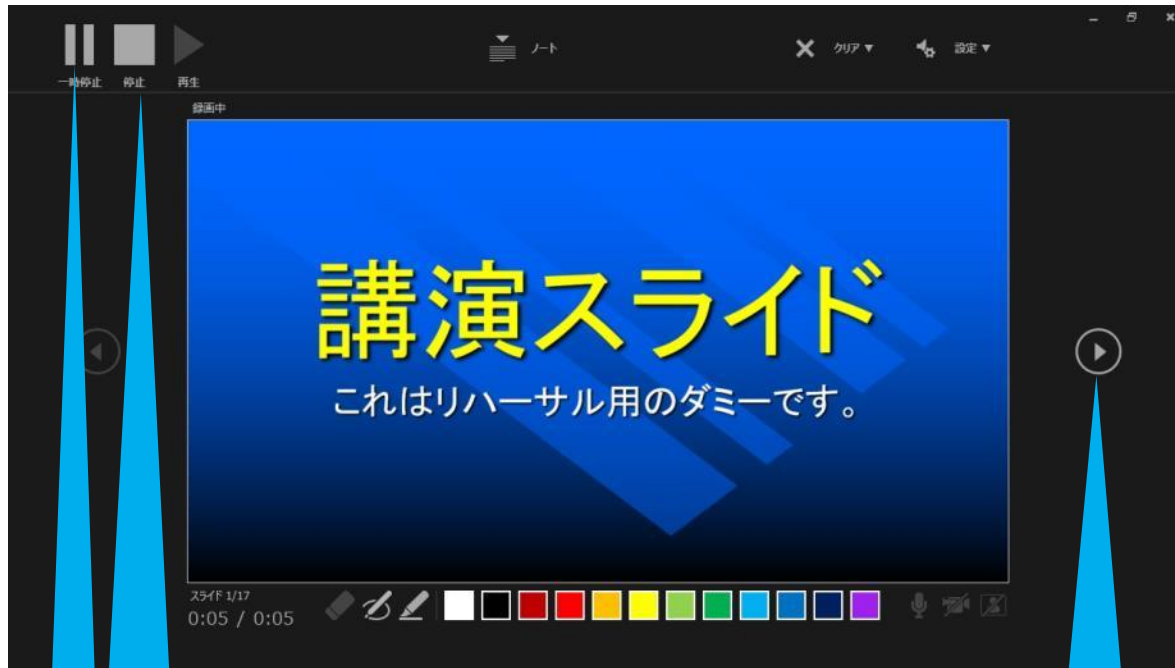 一時停止 停止 再生 ノート クリア ▼ 設定 ▼
録画中
講演スライド
これはリハーサル用のダミーです。
スライド 1/17
0:05 / 0:05